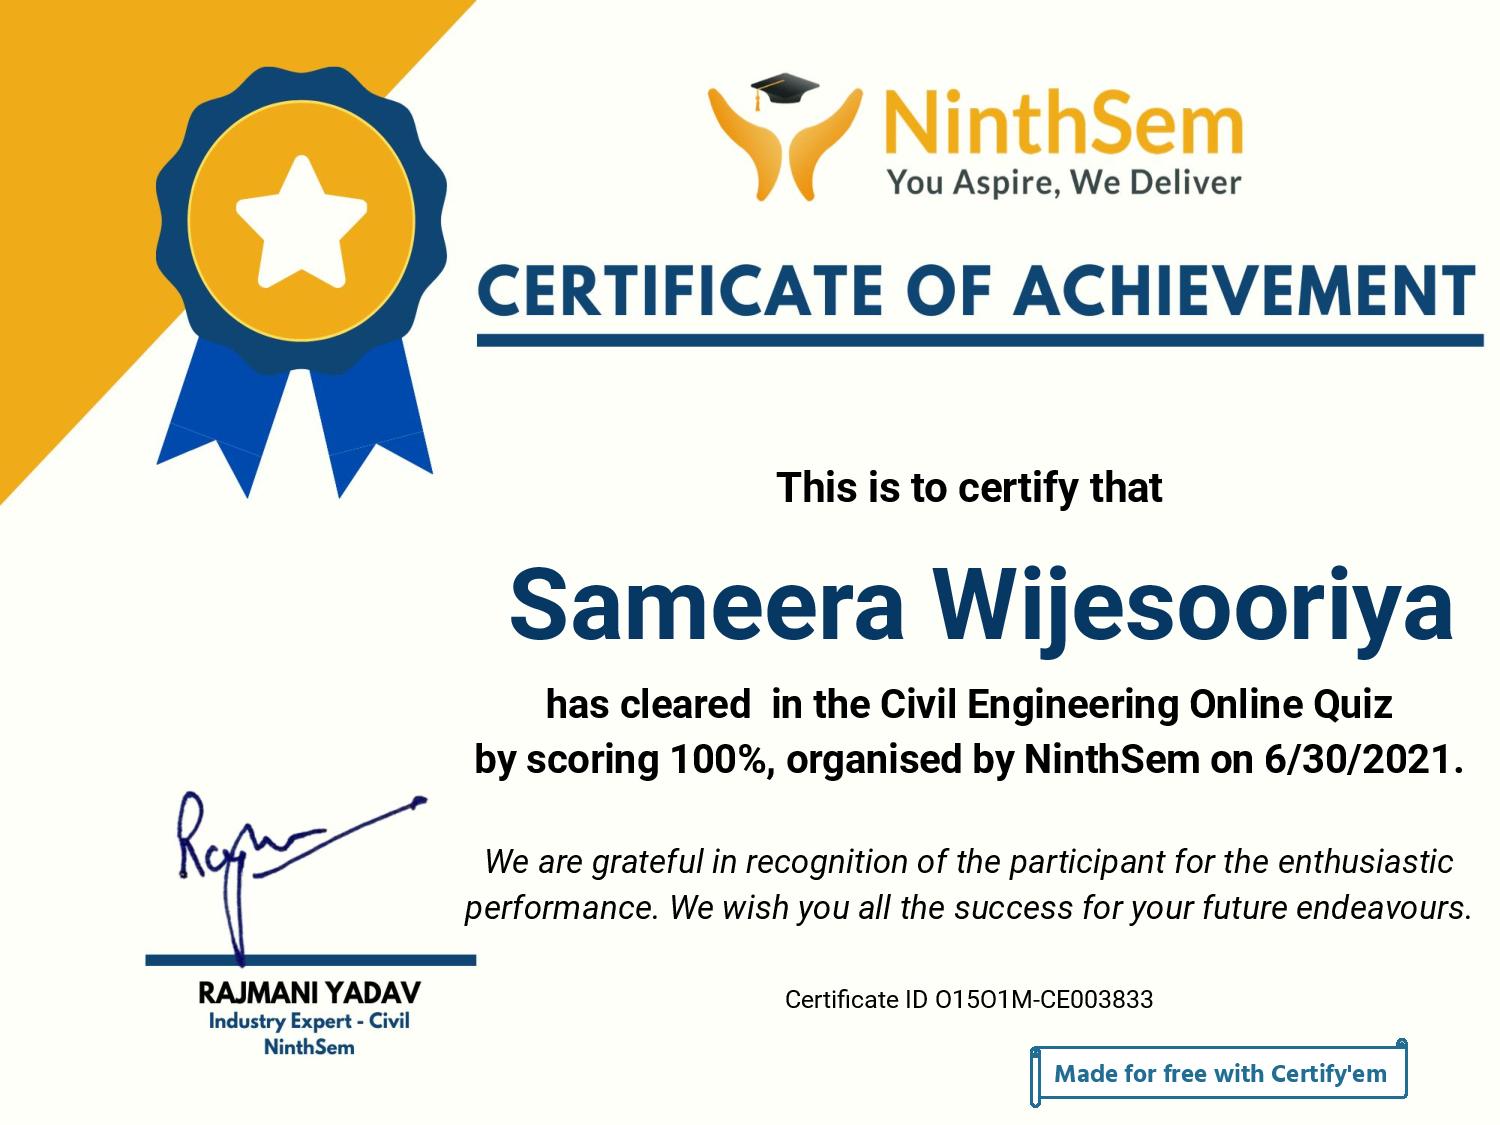 NinthSem
You Aspire, We Deliver
CERTIFICATE OF ACHIEVEMENT
This is to certify that
Sameera Wijesooriya
has cleared  in the Civil Engineering Online Quiz
by scoring 100%, organised by NinthSem on 6/30/2021.
We are grateful in recognition of the participant for the enthusiastic
performance. We wish you all the success for your future endeavours.
RAJMANI YADAV
Industry Expert - Civil
NinthSem
Certificate ID O15O1M-CE003833
Made for free with Certify'em